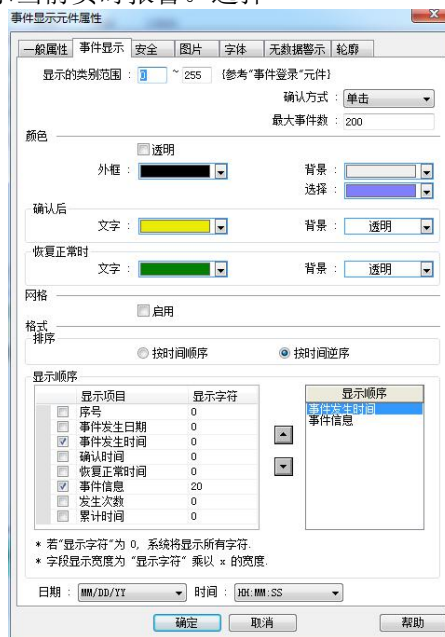 事件显示元件属性
一般属性 事件显示 安全 图片 字体 无数据警示 轮廓
显示的类别范围 : 0 ~ 255 {参考"事件登录"元件}
确认方式 : 单击
最大事件数 : 200
颜色
透明
外框 : 背景 :
选择 :
确认后
文字 : 背景 : 透明
恢复正常时
文字 : 背景 : 透明
网格
启用
格式
排序
按时间顺序 按时间逆序
显示顺序
显示项目 显示字符 显示顺序
序号 0 事件发生时间
事件发生日期 0 事件信息
事件发生时间 0
确认时间 0
恢复正常时间 0
事件信息 20
发生次数 0
累计时间 0
* 若"显示字符"为 0, 系统将显示所有字符.
* 字段显示宽度为 "显示字符" 乘以 x 的宽度.
日期 : MM/DD/YY 时间 : HH:MM:SS
确定 取消 帮助